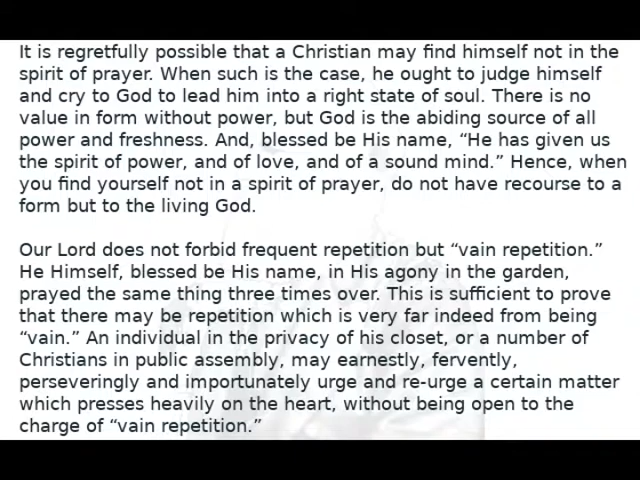 It is regretfully possible that a Christian may find himself not in the
spirit of prayer. When such is the case, he ought to judge himself
and cry to God to lead him into a right state of soul. There is no
value in form without power, but God is the abiding source of all
power and freshness. And, blessed be His name, “He has given us
the spirit of power, and of love, and of a sound mind.” Hence, when
you find yourself not in a spirit of prayer, do not have recourse to a
form but to the living God.
Our Lord does not forbid frequent repetition but “vain repetition.”
He Himself, blessed be His name, in His agony in the garden,
prayed the same thing three times over. This is sufficient to prove
that there may be repetition which is very far indeed from being
“vain.” An individual in the privacy of his closet, or a number of
Christians in public assembly, may earnestly, fervently,
perseveringly and importunately urge and re-urge a certain matter
which presses heavily on the heart, without being open to the
charge of “vain repetition.”